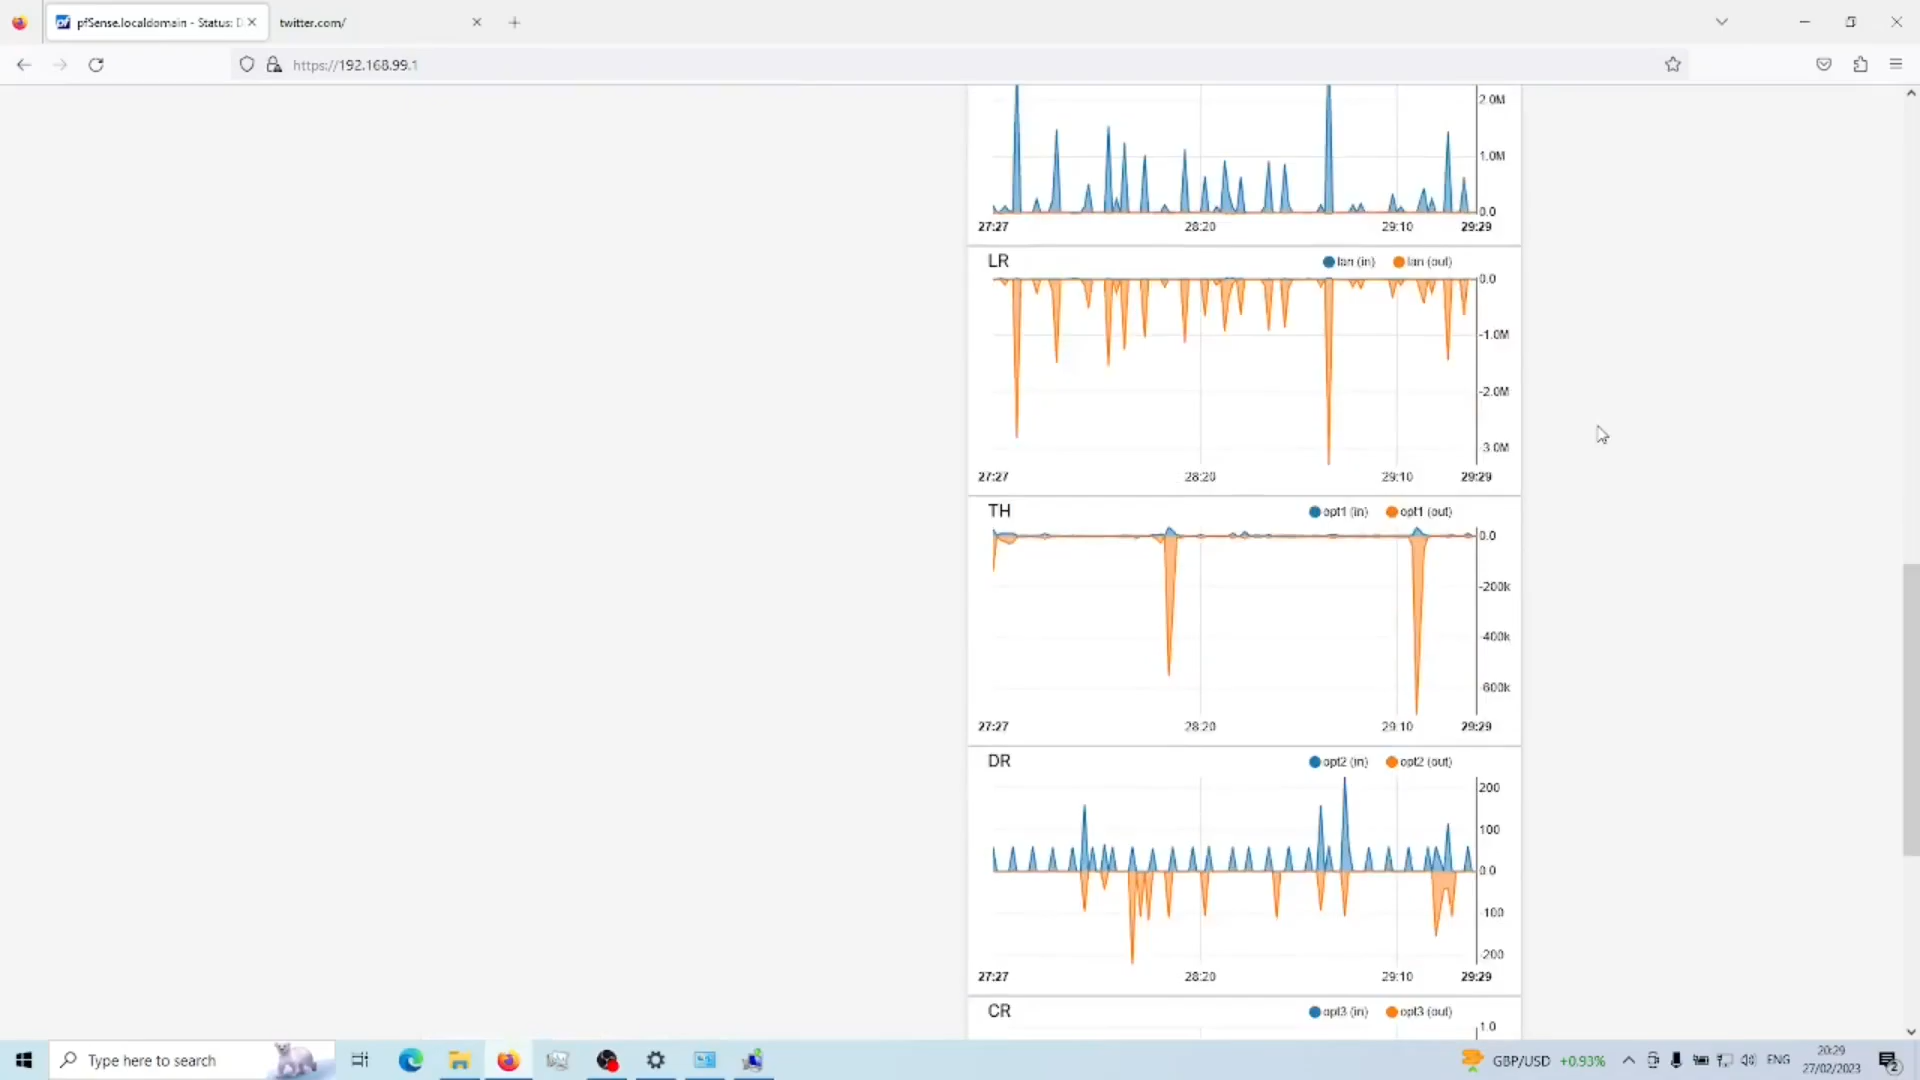 pfSense.localdomain - Status: D
twitter.com/
https://192.168.99.1
2.0M
1.0M
0.0
27:27 28:20 29:10 29:29
LR lan (in) lan (out)
0.0
-1.0M
-2.0M
3.0M
27:27 28:20 29:10 29:29
TH opt1 (in) opt1 (out)
0.0
-200k
400k
600k
27:27 28:20 29:10 29:29
DR opt2 (in) opt2 (out)
200
100
0.0
100
200
27:27 28:20 29:10 29:29
CR opt3 (in) opt3 (out)
1.0
Type here to search
GBP/USD +0.93%
ENG
20:29
27/02/2023
2